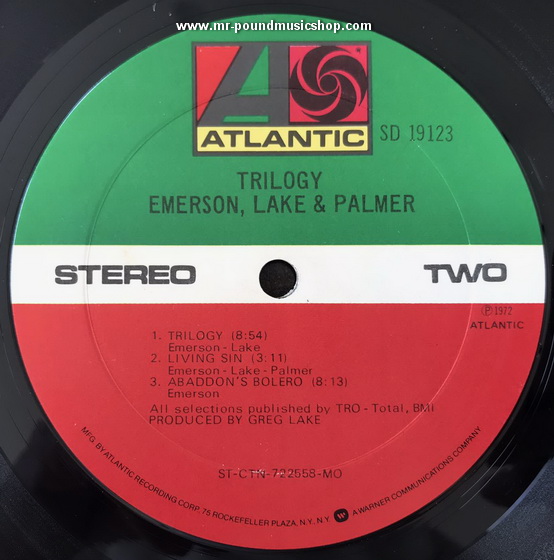 www.mr-poundmusicshop.com
ATLANTIC
SD 19123
TRILOGY
EMERSON, LAKE & PALMER
STEREO
TWO
℗ 1972
ATLANTIC
1. TRILOGY (8:54)
Emerson - Lake
2. LIVING SIN (3:11)
Emerson - Lake - Palmer
3. ABADDON'S BOLERO (8:13)
Emerson
All selections published by TRO - Total, BMI
PRODUCED BY GREG LAKE
ST-CTN-722558-MO
MFG. BY ATLANTIC RECORDING CORP., 75 ROCKEFELLER PLAZA, N.Y., N.Y. A WARNER COMMUNICATIONS COMPANY